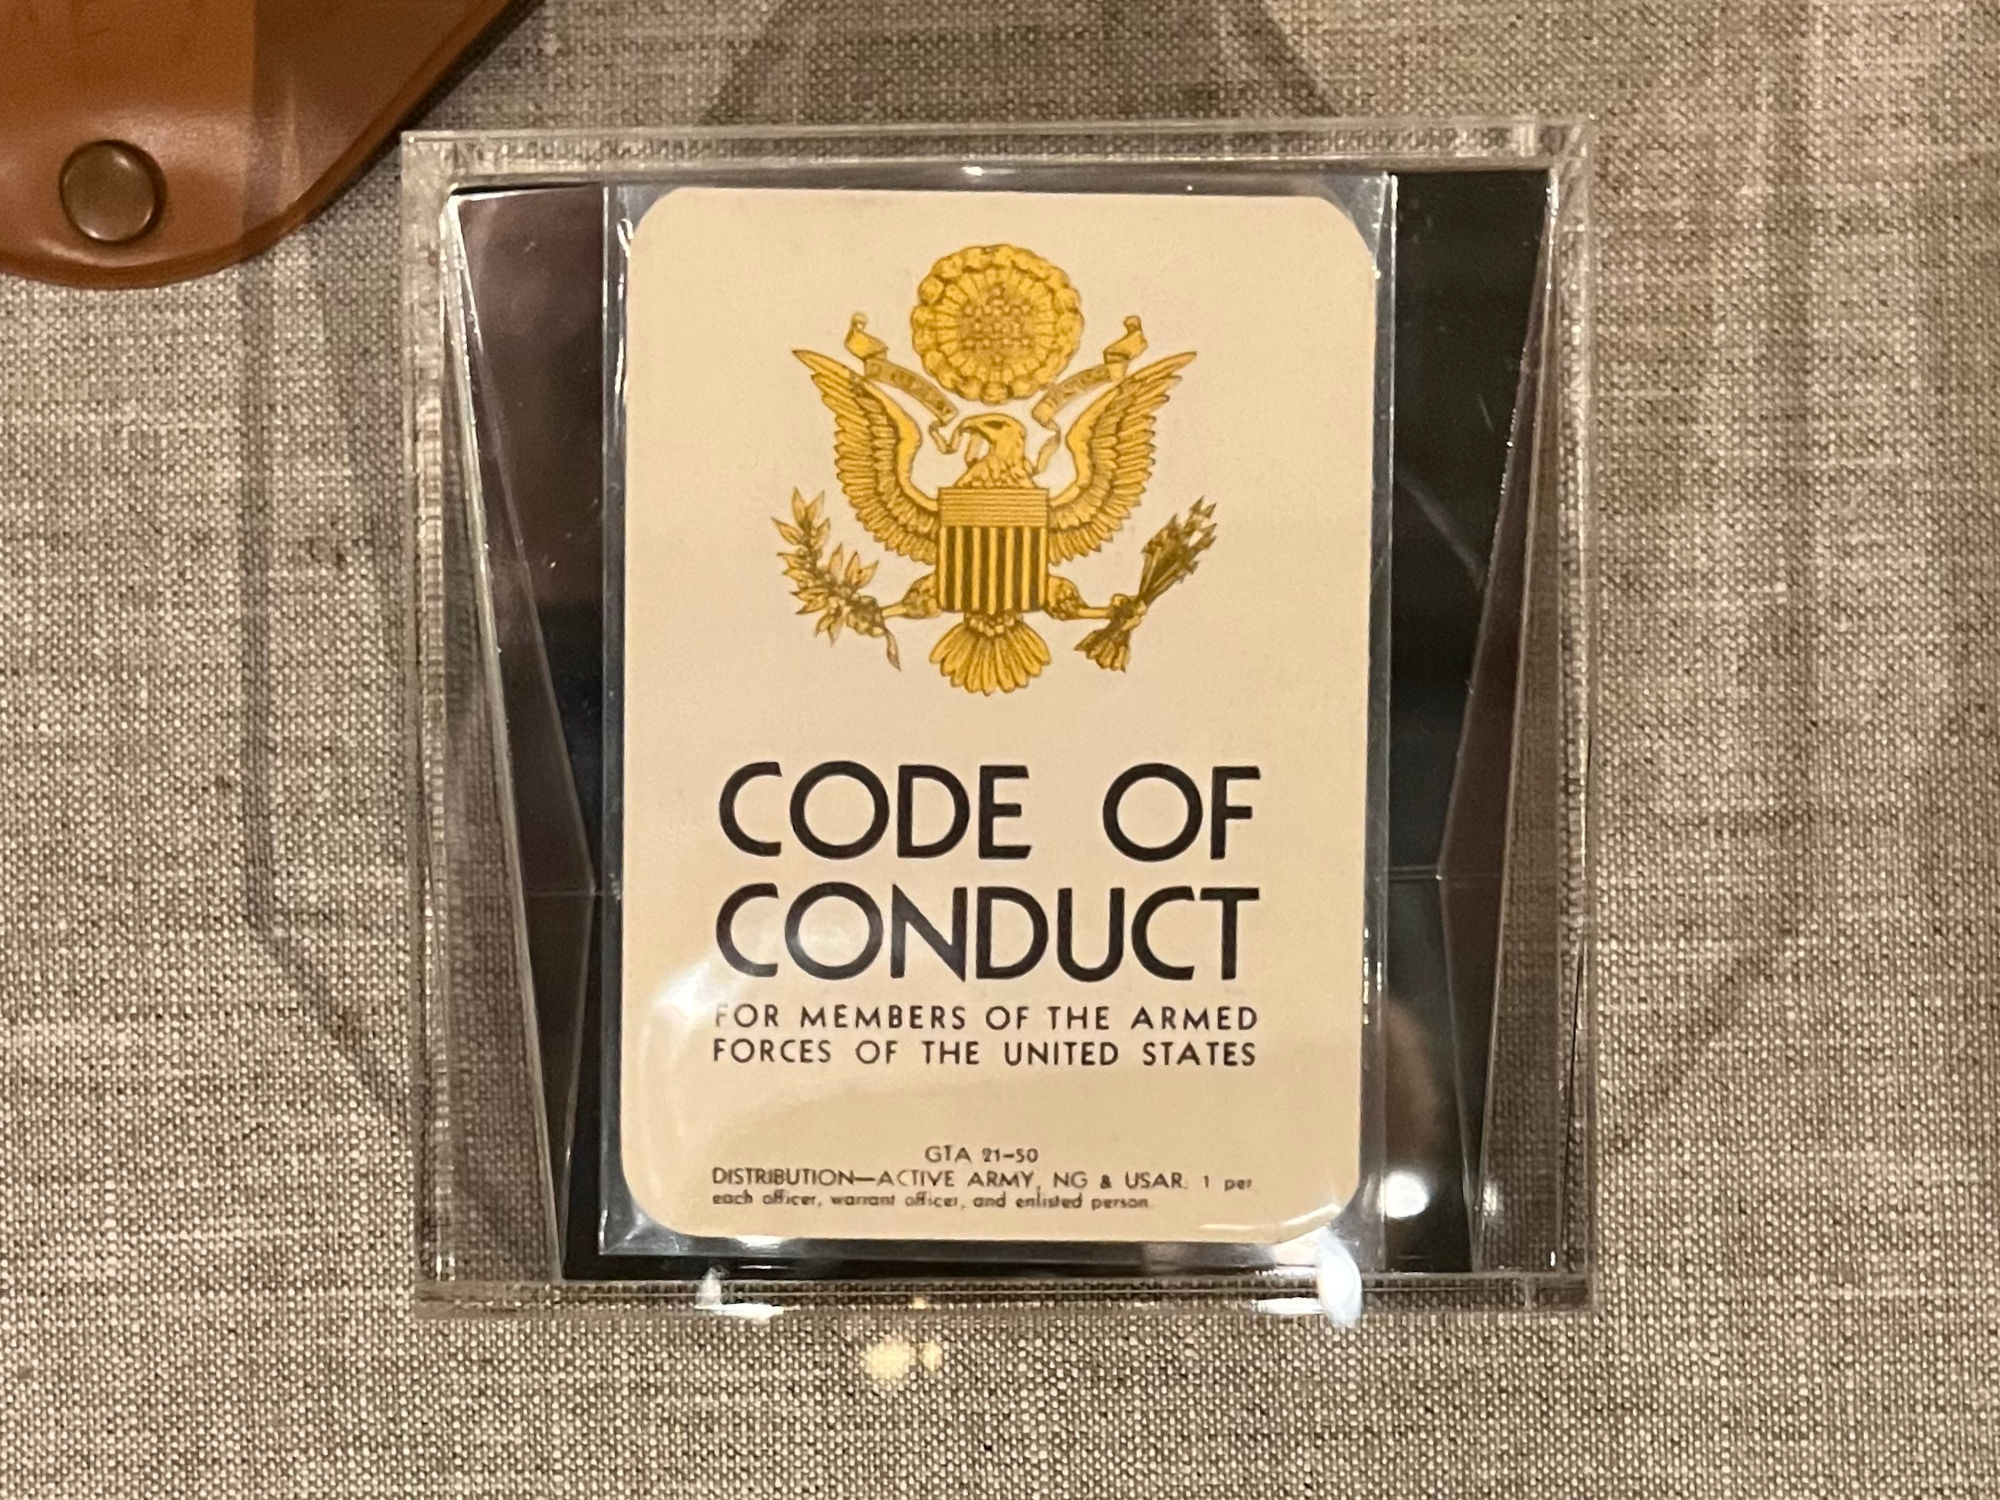 CODE OF
CONDUCT
FOR MEMBERS OF THE ARMED
FORCES OF THE UNITED STATES
GTA 21-50
DISTRIBUTION—ACTIVE ARMY, NG & USAR: 1 per
each officer, warrant officer, and enlisted person.